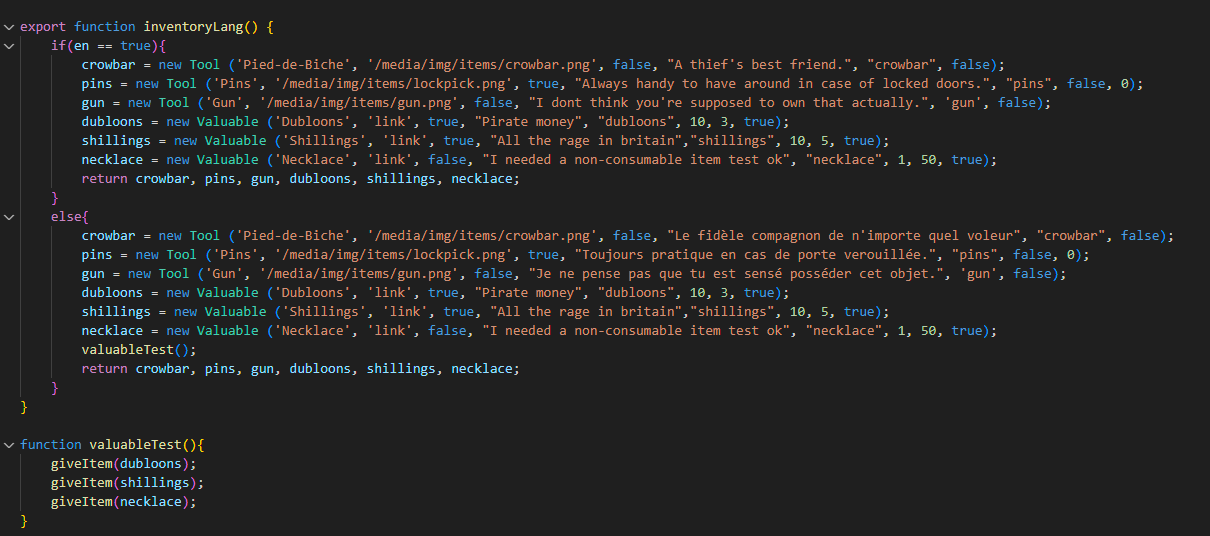 export function inventoryLang() {
if(en == true){
crowbar = new Tool ('Pied-de-Biche', '/media/img/items/crowbar.png', false, "A thief's best friend.", "crowbar", false);
pins = new Tool ('Pins', '/media/img/items/lockpick.png', true, "Always handy to have around in case of locked doors.", "pins", false, 0);
gun = new Tool ('Gun', '/media/img/items/gun.png', false, "I dont think you're supposed to own that actually.", 'gun', false);
dubloons = new Valuable ('Dubloons', 'link', true, "Pirate money", "dubloons", 10, 3, true);
shillings = new Valuable ('Shillings', 'link', true, "All the rage in britain","shillings", 10, 5, true);
necklace = new Valuable ('Necklace', 'link', false, "I needed a non-consumable item test ok", "necklace", 1, 50, true);
return crowbar, pins, gun, dubloons, shillings, necklace;
}
else{
crowbar = new Tool ('Pied-de-Biche', '/media/img/items/crowbar.png', false, "Le fidèle compagnon de n'importe quel voleur", "crowbar", false);
pins = new Tool ('Pins', '/media/img/items/lockpick.png', true, "Toujours pratique en cas de porte verouillée.", "pins", false, 0);
gun = new Tool ('Gun', '/media/img/items/gun.png', false, "Je ne pense pas que tu est sensé posséder cet objet.", 'gun', false);
dubloons = new Valuable ('Dubloons', 'link', true, "Pirate money", "dubloons", 10, 3, true);
shillings = new Valuable ('Shillings', 'link', true, "All the rage in britain","shillings", 10, 5, true);
necklace = new Valuable ('Necklace', 'link', false, "I needed a non-consumable item test ok", "necklace", 1, 50, true);
valuableTest();
return crowbar, pins, gun, dubloons, shillings, necklace;
}
}
function valuableTest(){
giveItem(dubloons);
giveItem(shillings);
giveItem(necklace);
}